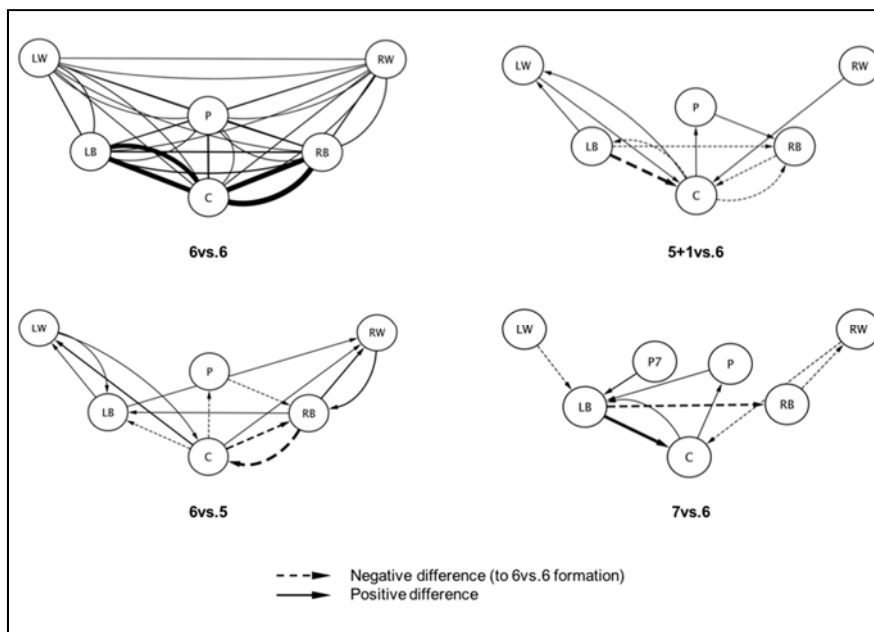 LW
RW
P
LB
RB
C
6vs.6
LW
RW
P
LB
RB
C
5+1vs.6
LW
RW
P
LB
RB
C
6vs.5
LW
RW
P7
P
LB
RB
C
7vs.6
Negative difference (to 6vs.6 formation)
Positive difference